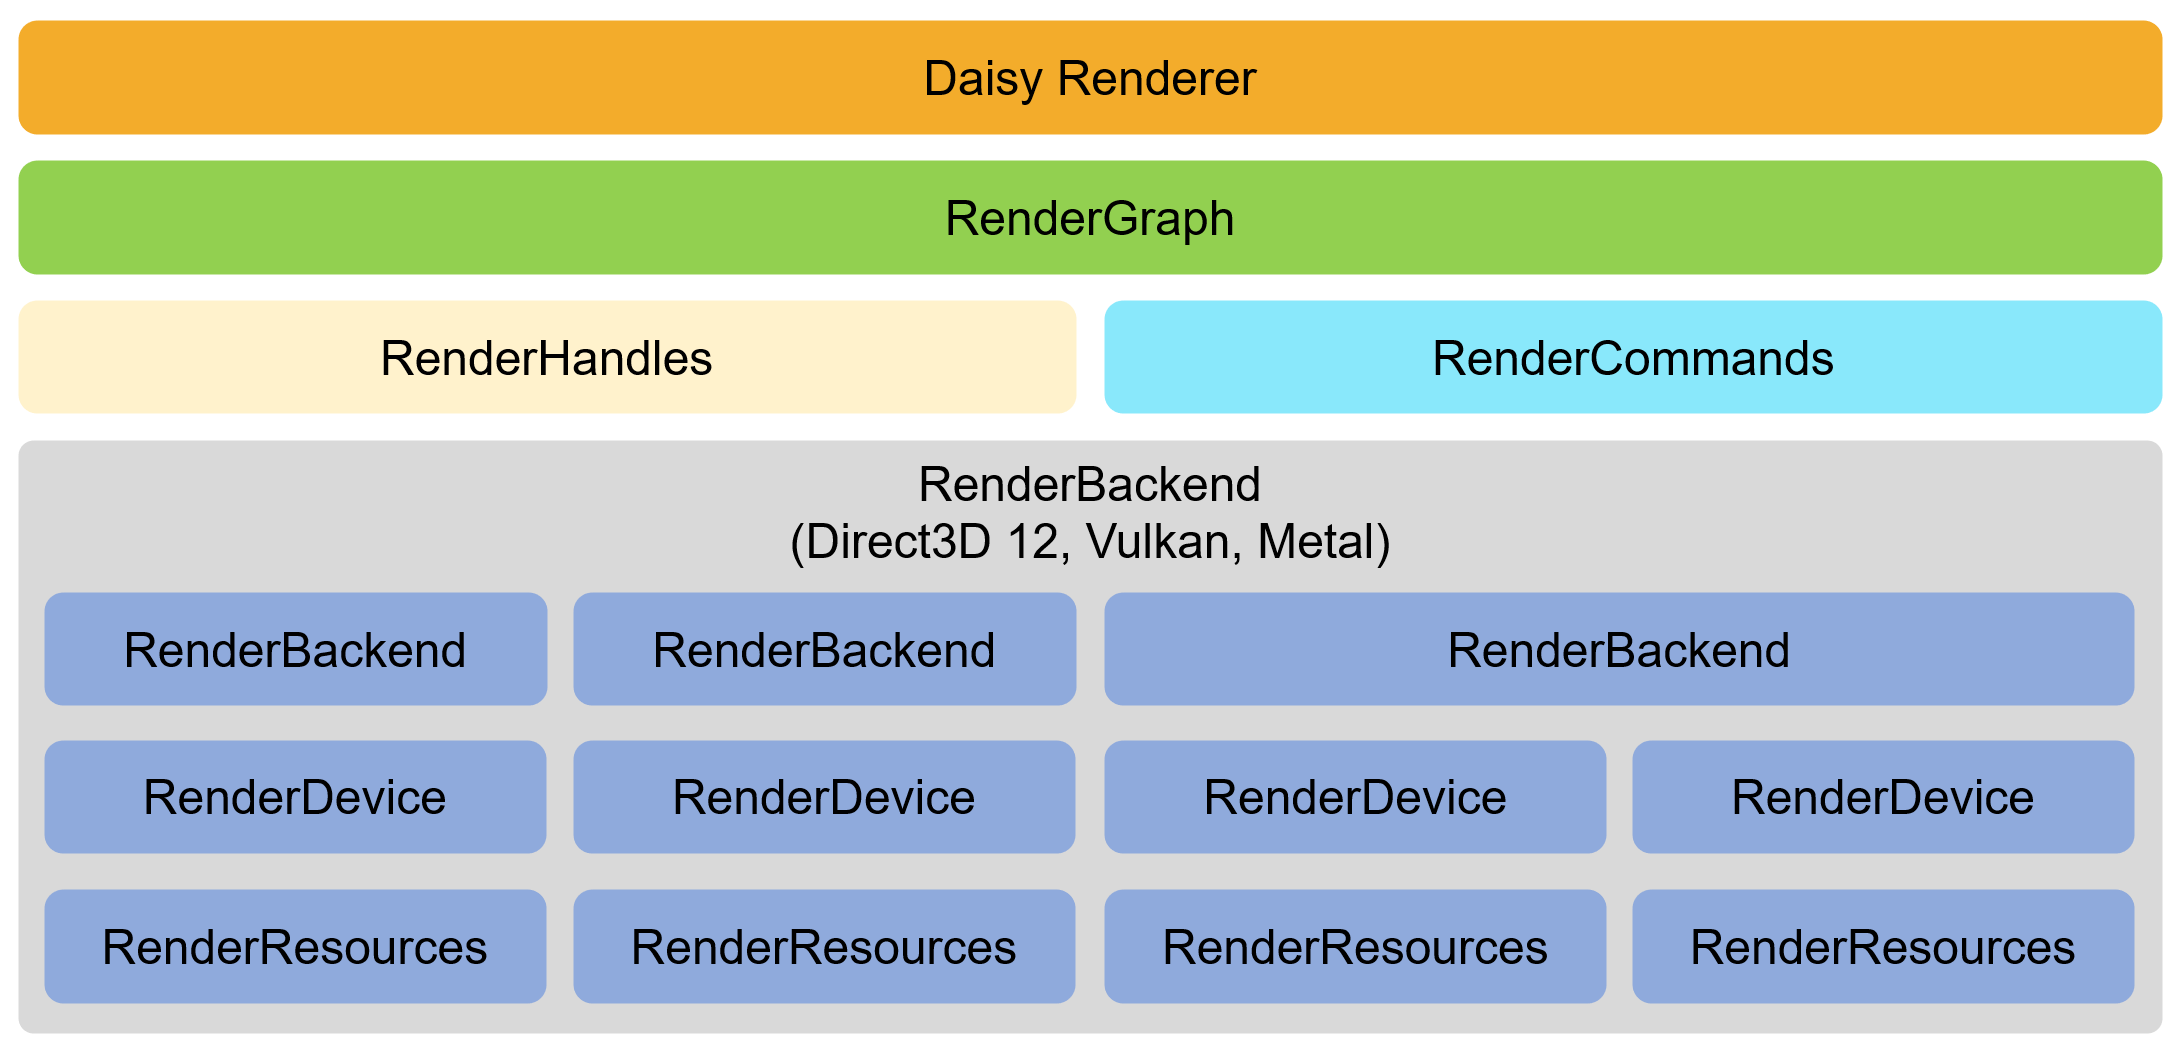 Daisy Renderer
RenderGraph
RenderHandles
RenderCommands
RenderBackend
(Direct3D 12, Vulkan, Metal)
RenderBackend
RenderBackend
RenderBackend
RenderDevice
RenderDevice
RenderDevice
RenderDevice
RenderResources
RenderResources
RenderResources
RenderResources